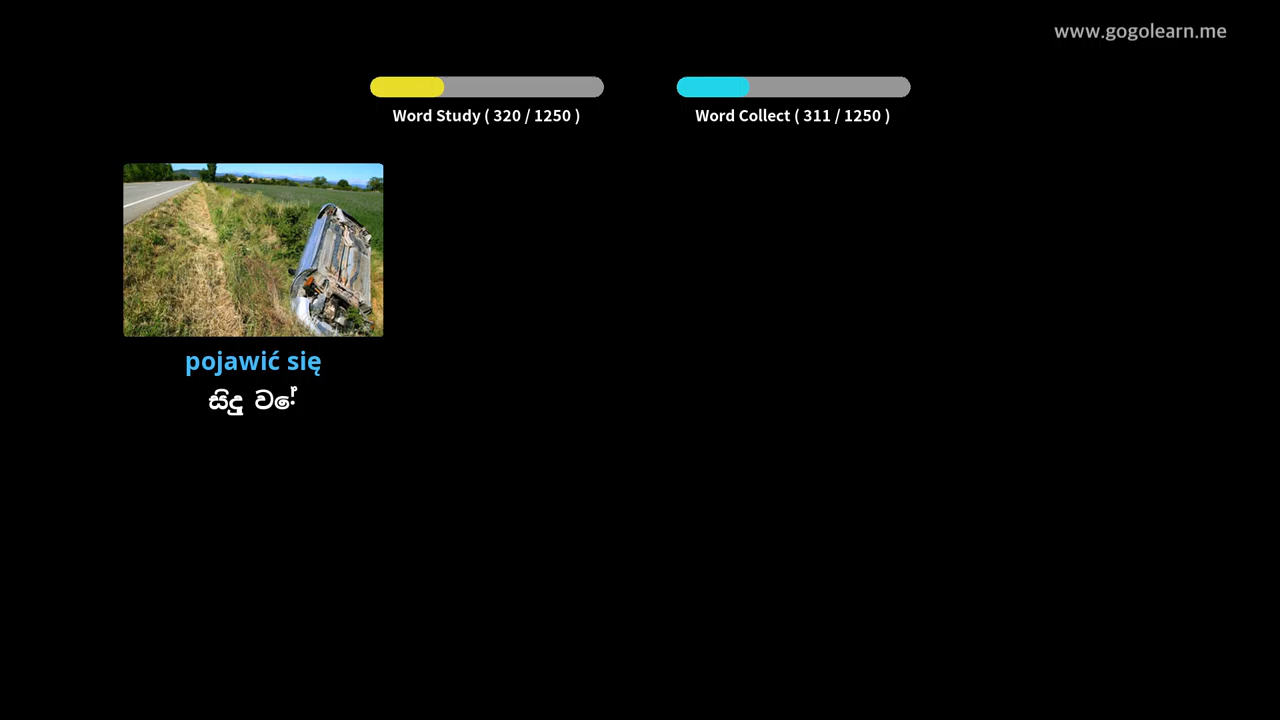 www.gogolearn.me
Word Study ( 320 / 1250 )
Word Collect ( 311 / 1250 )
pojawić się
සිදු වේ